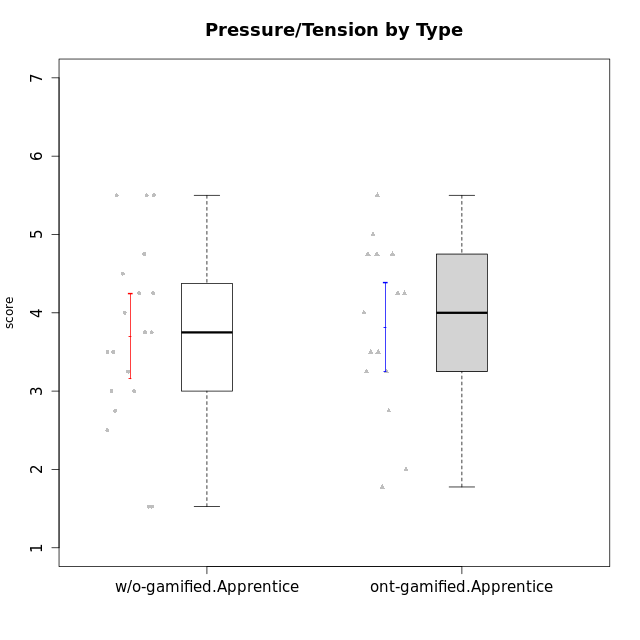 Pressure/Tension by Type
7
6
5
4
3
2
1
score
w/o-gamified.Apprentice
ont-gamified.Apprentice